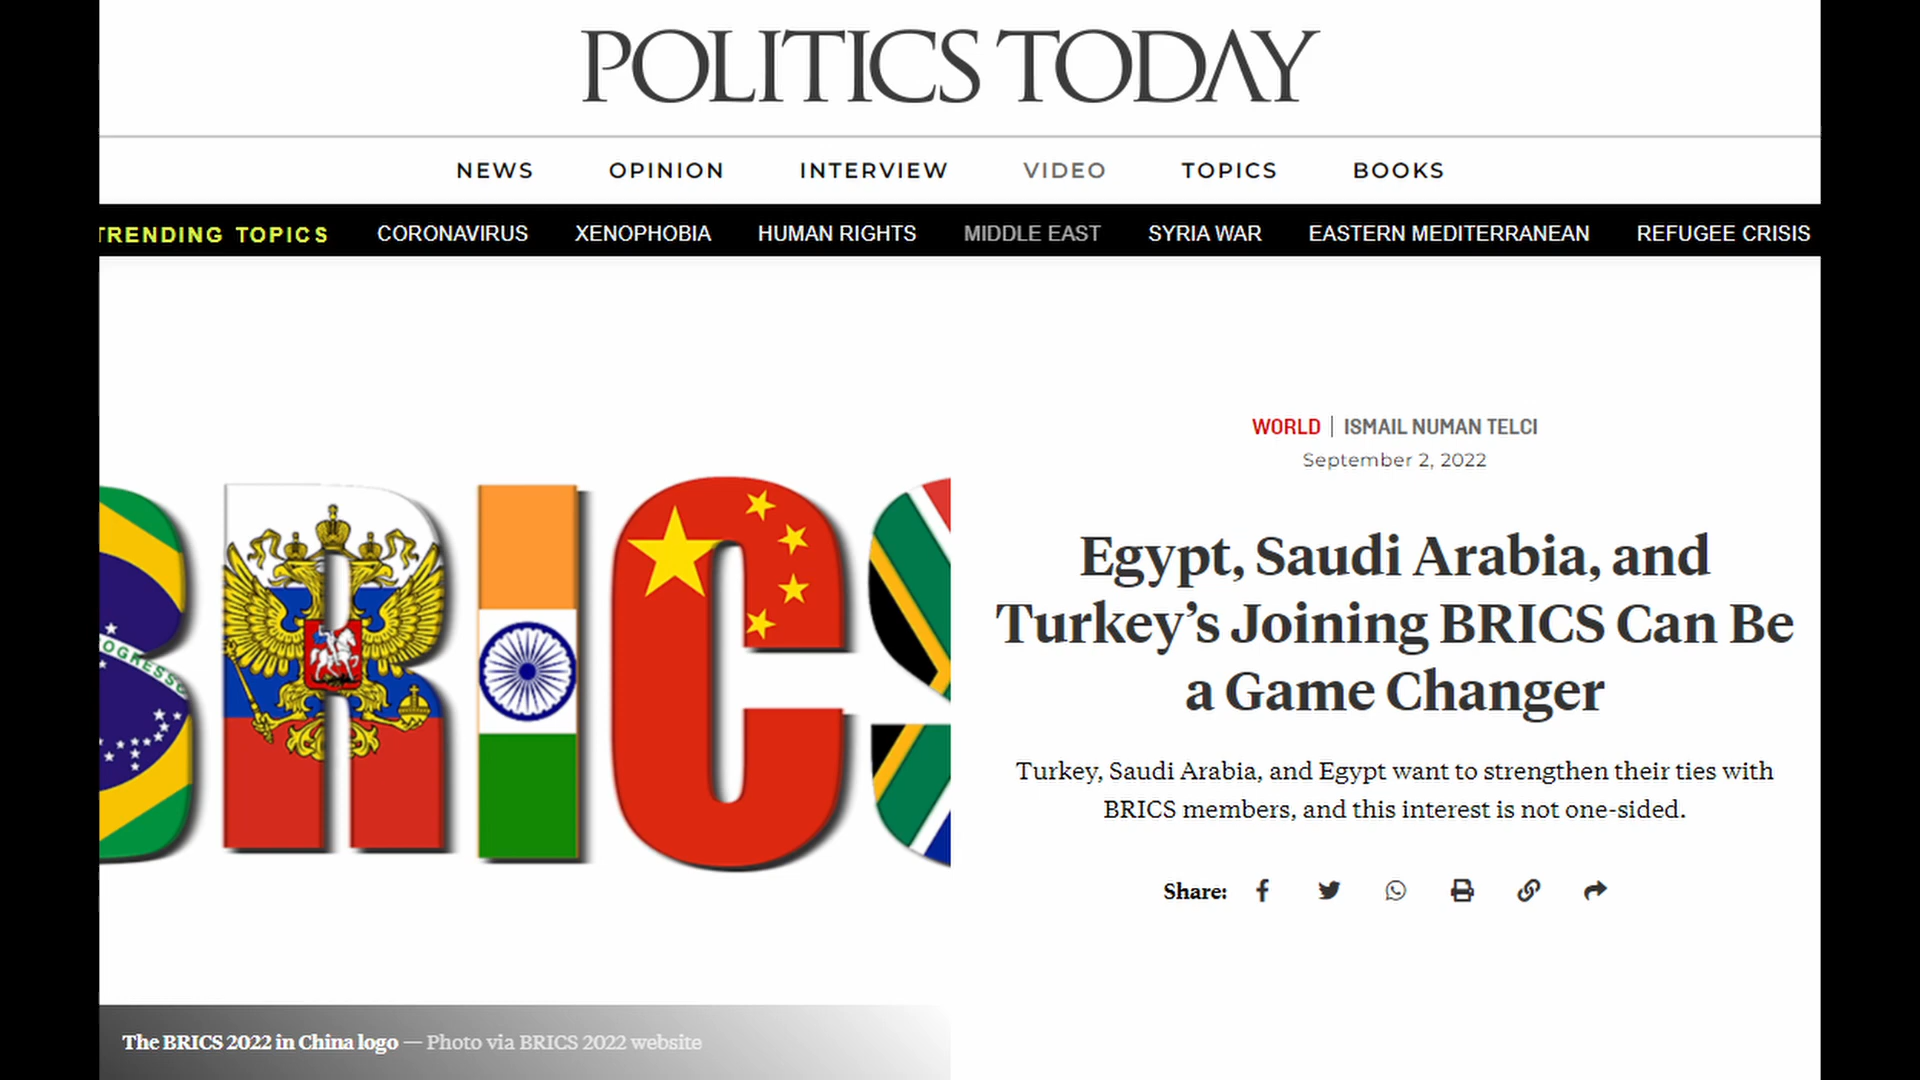 POLITICS TODAY
NEWS OPINION INTERVIEW VIDEO TOPICS BOOKS
TRENDING TOPICS CORONAVIRUS XENOPHOBIA HUMAN RIGHTS MIDDLE EAST SYRIA WAR EASTERN MEDITERRANEAN REFUGEE CRISIS
BRICS
OGRESSO
WORLD | ISMAIL NUMAN TELCI
September 2, 2022
Egypt, Saudi Arabia, and
Turkey’s Joining BRICS Can Be
a Game Changer
Turkey, Saudi Arabia, and Egypt want to strengthen their ties with
BRICS members, and this interest is not one-sided.
Share:
The BRICS 2022 in China logo — Photo via BRICS 2022 website